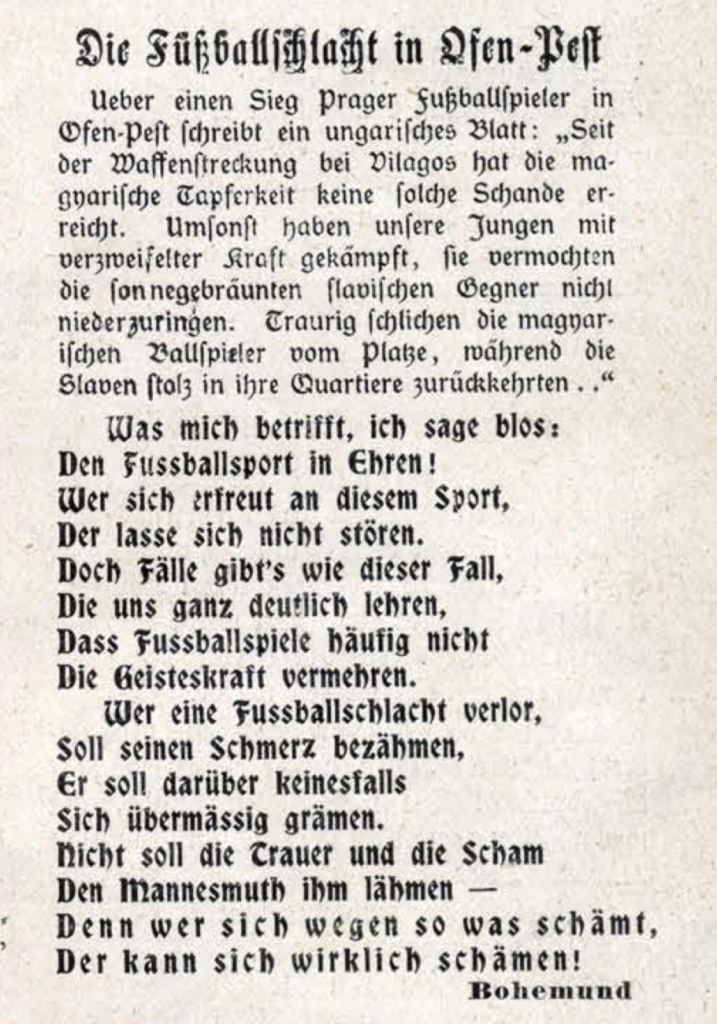 Die Fußballschlacht in Ofen-Pest
Ueber einen Sieg Prager Fußballspieler in
Ofen-Pest schreibt ein ungarisches Blatt: „Seit
der Waffenstreckung bei Vilagos hat die ma-
gyarische Tapferkeit keine solche Schande er-
reicht. Umsonst haben unsere Jungen mit
verzweifelter Kraft gekämpft, sie vermochten
die sonnegebräunten slavischen Gegner nicht
niederzuringen. Traurig schlichen die magyar-
ischen Ballspieler vom Platze, während die
Slaven stolz in ihre Quartiere zurückkehrten . .“
Was mich betrifft, ich sage blos:
Den Fussballsport in Ehren!
Wer sich erfreut an diesem Sport,
Der lasse sich nicht stören.
Doch Fälle gibt's wie dieser Fall,
Die uns ganz deutlich lehren,
Dass Fussballspiele häufig nicht
Die Geisteskraft vermehren.
Wer eine Fussballschlacht verlor,
Soll seinen Schmerz bezähmen,
Er soll darüber keinesfalls
Sich übermässig grämen.
Nicht soll die Trauer und die Scham
Den Mannesmuth ihm lähmen —
Denn wer sich wegen so was schämt,
Der kann sich wirklich schämen!
Bohemund